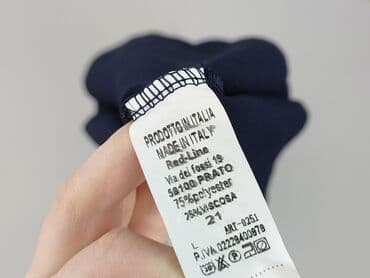 PRODOTTO IN ITALIA
MADE IN ITALY
Red-Line
Via dei fossi 19
59100 PRATO
75% polyester
25% VISCOSA
21
L ART-0251
P.IVA 02229400978